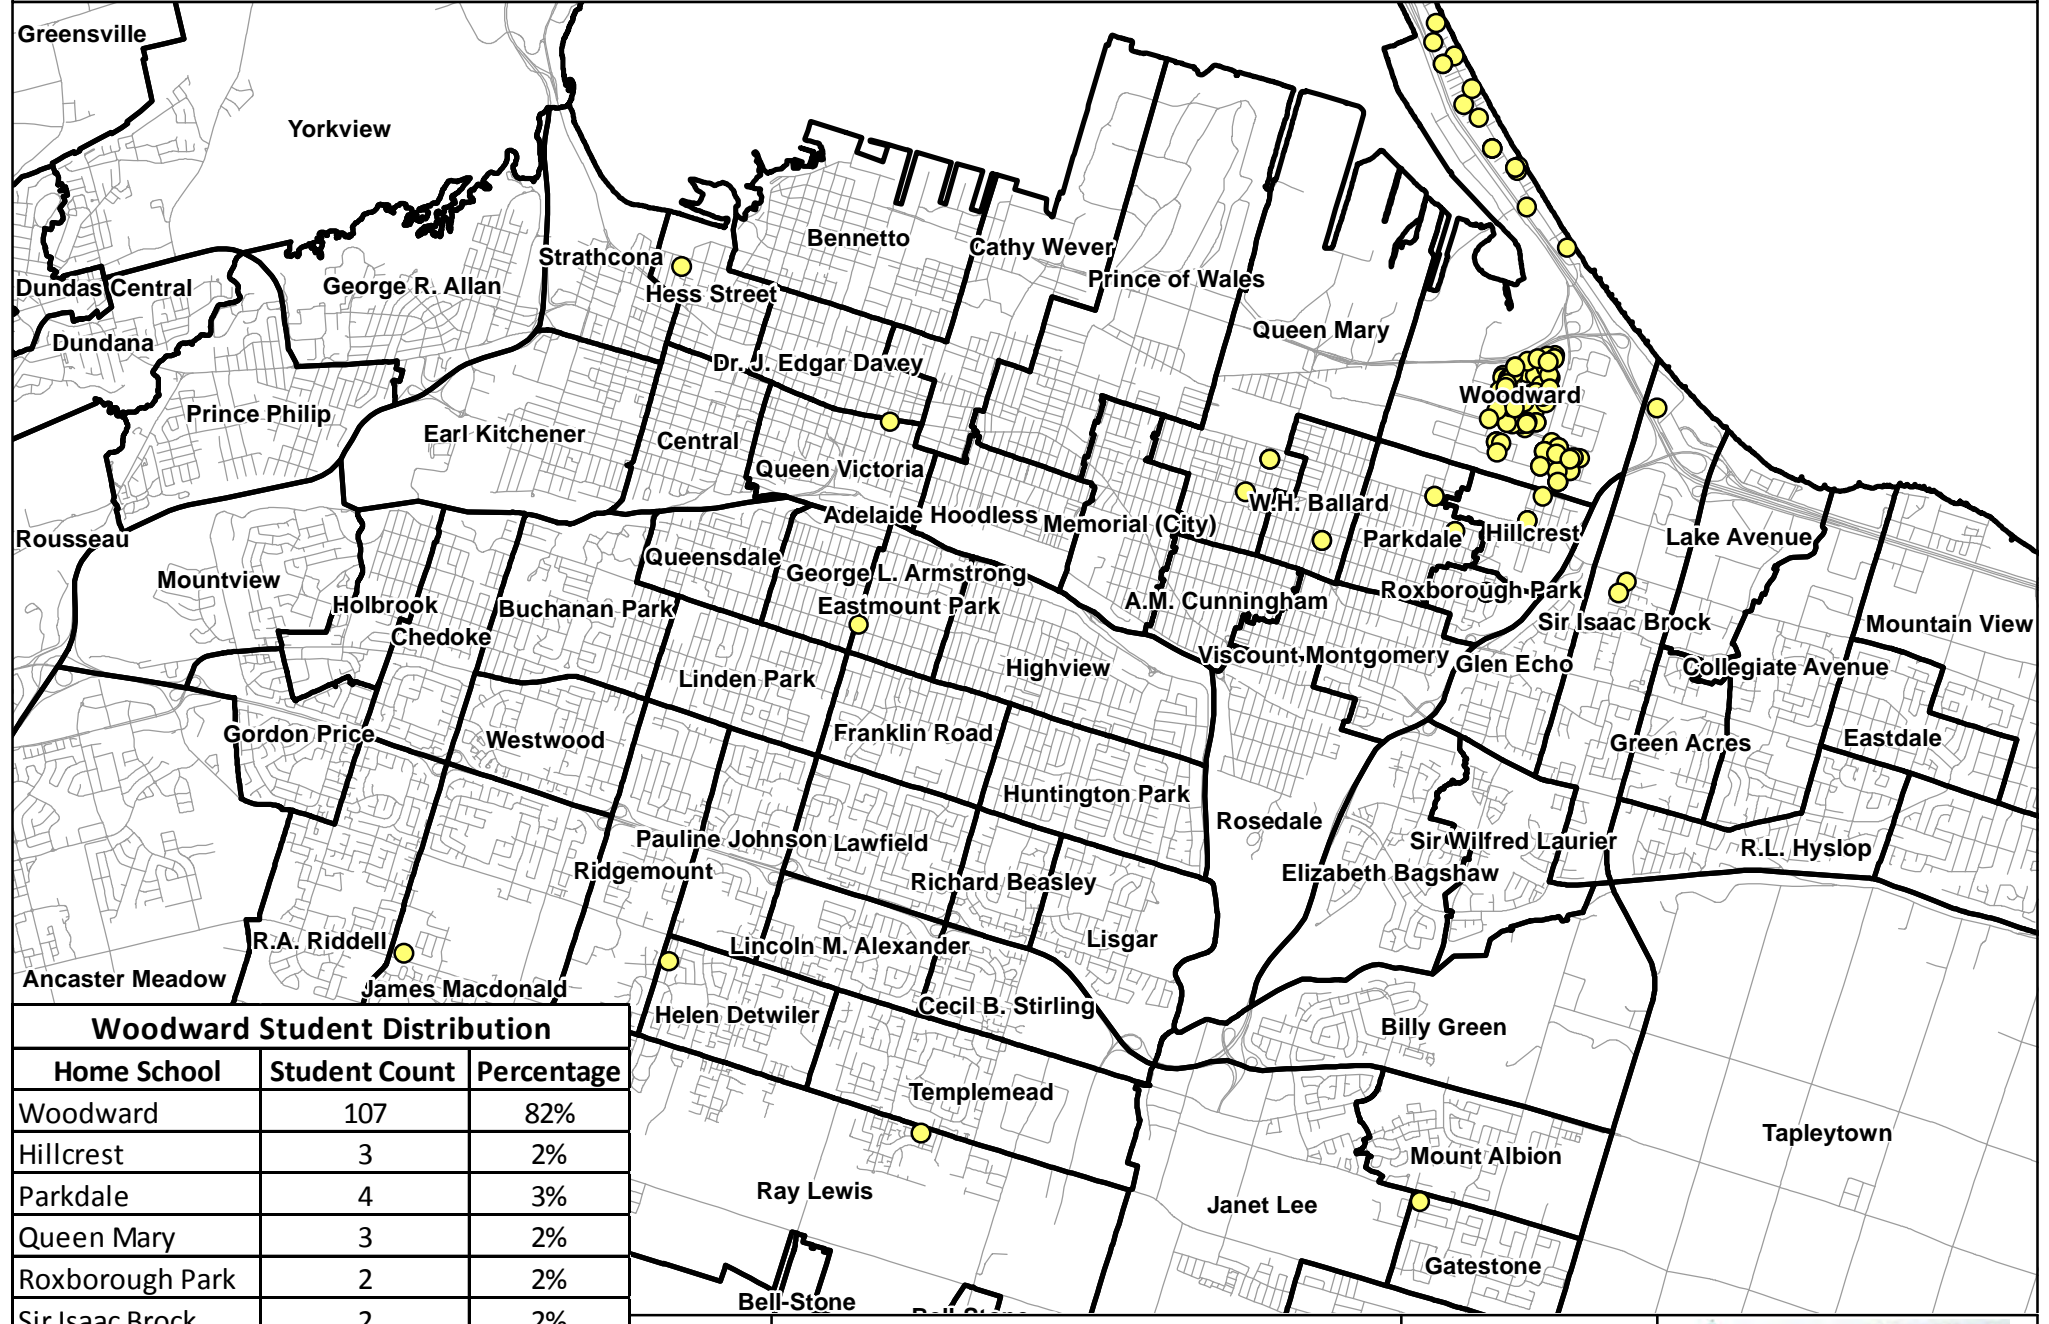 Greensville
Yorkview
Bennetto
Cathy Wever
Strathcona
Prince of Wales
Dundas Central
George R. Allan
Hess Street
Queen Mary
Dundana
Dr. J. Edgar Davey
Woodward
Prince Philip
Earl Kitchener
Central
Queen Victoria
W.H. Ballard
Adelaide Hoodless
Memorial (City)
Rousseau
Parkdale
Hillcrest
Lake Avenue
Queensdale
Mountview
George L. Armstrong
Roxborough Park
Holbrook
Buchanan Park
Eastmount Park
A.M. Cunningham
Sir Isaac Brock
Mountain View
Chedoke
Viscount Montgomery
Glen Echo
Highview
Collegiate Avenue
Linden Park
Gordon Price
Westwood
Franklin Road
Green Acres
Eastdale
Huntington Park
Rosedale
Pauline Johnson
Lawfield
Sir Wilfred Laurier
R.L. Hyslop
Ridgemount
Richard Beasley
Elizabeth Bagshaw
R.A. Riddell
Lincoln M. Alexander
Lisgar
Ancaster Meadow
James Macdonald
Cecil B. Stirling
Helen Detwiler
Billy Green
Templemead
Tapleytown
Mount Albion
Ray Lewis
Janet Lee
Gatestone
Bell-Stone
Woodward Student Distribution
Home School Student Count Percentage
Woodward 107 82%
Hillcrest 3 2%
Parkdale 4 3%
Queen Mary 3 2%
Roxborough Park 2 2%
Sir Isaac Brock 2 2%